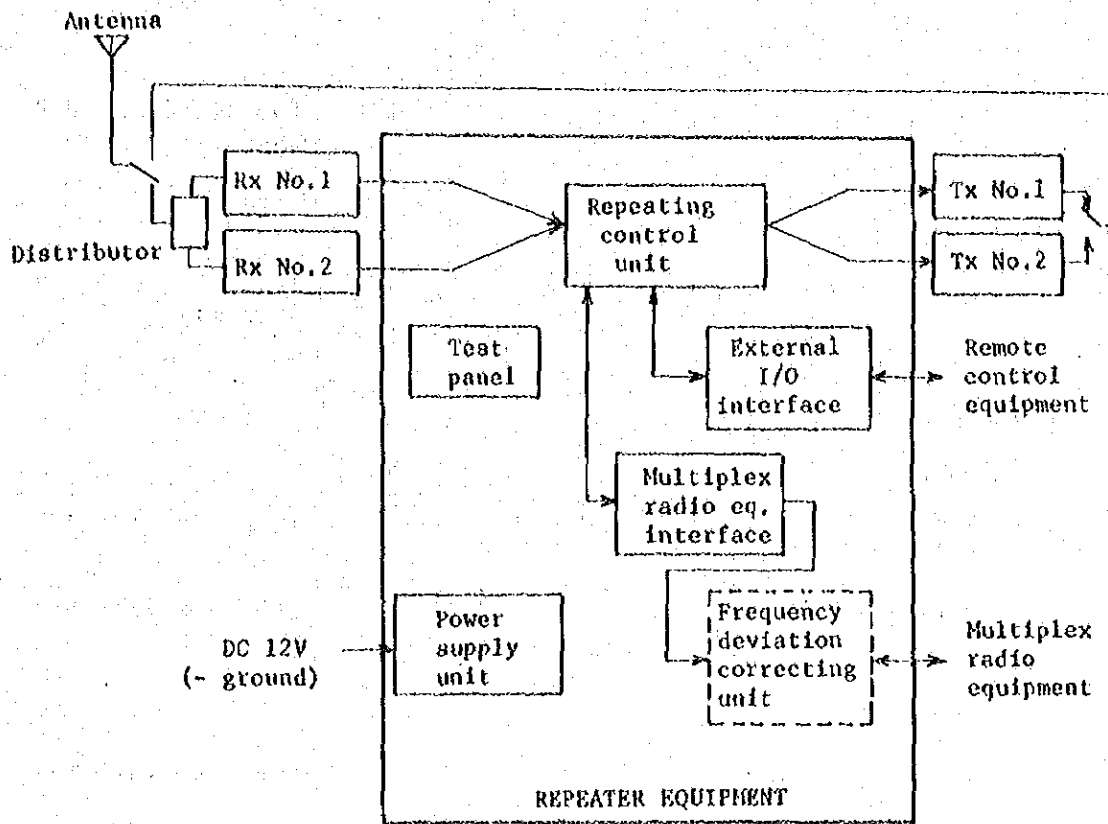 Antenna
Rx No.1
Rx No.2
Distributor
Repeating
control
unit
Tx No.1
Tx No.2
Test
panel
External
I/O
interface
Remote
control
equipment
Multiplex
radio eq.
interface
DC 12V
(- ground)
Power
supply
unit
Frequency
deviation
correcting
unit
Multiplex
radio
equipment
REPEATER EQUIPMENT